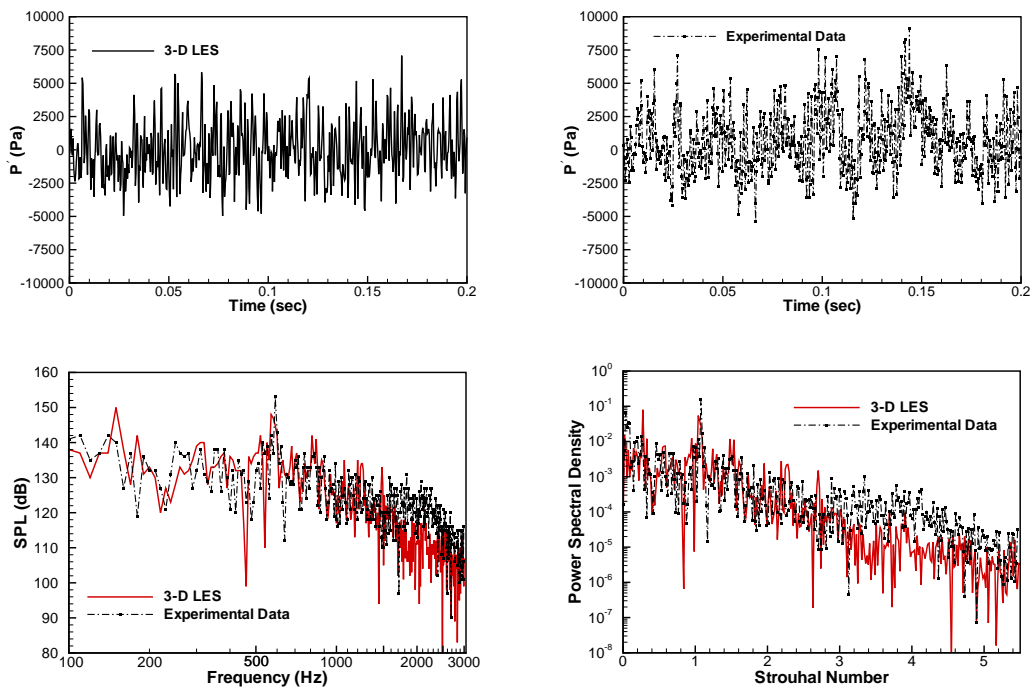 10000
7500
5000
2500
0
-2500
-5000
-7500
-10000
P′ (Pa)
3-D LES
0 0.05 0.1 0.15 0.2
Time (sec)
10000
7500
5000
2500
0
-2500
-5000
-7500
-10000
P′ (Pa)
Experimental Data
0 0.05 0.1 0.15 0.2
Time (sec)
160
150
140
130
120
110
100
90
80
SPL (dB)
3-D LES
Experimental Data
100 200 500 1000 2000 3000
Frequency (Hz)
10⁰
10⁻¹
10⁻²
10⁻³
10⁻⁴
10⁻⁵
10⁻⁶
10⁻⁷
10⁻⁸
Power Spectral Density
3-D LES
Experimental Data
0 1 2 3 4 5
Strouhal Number